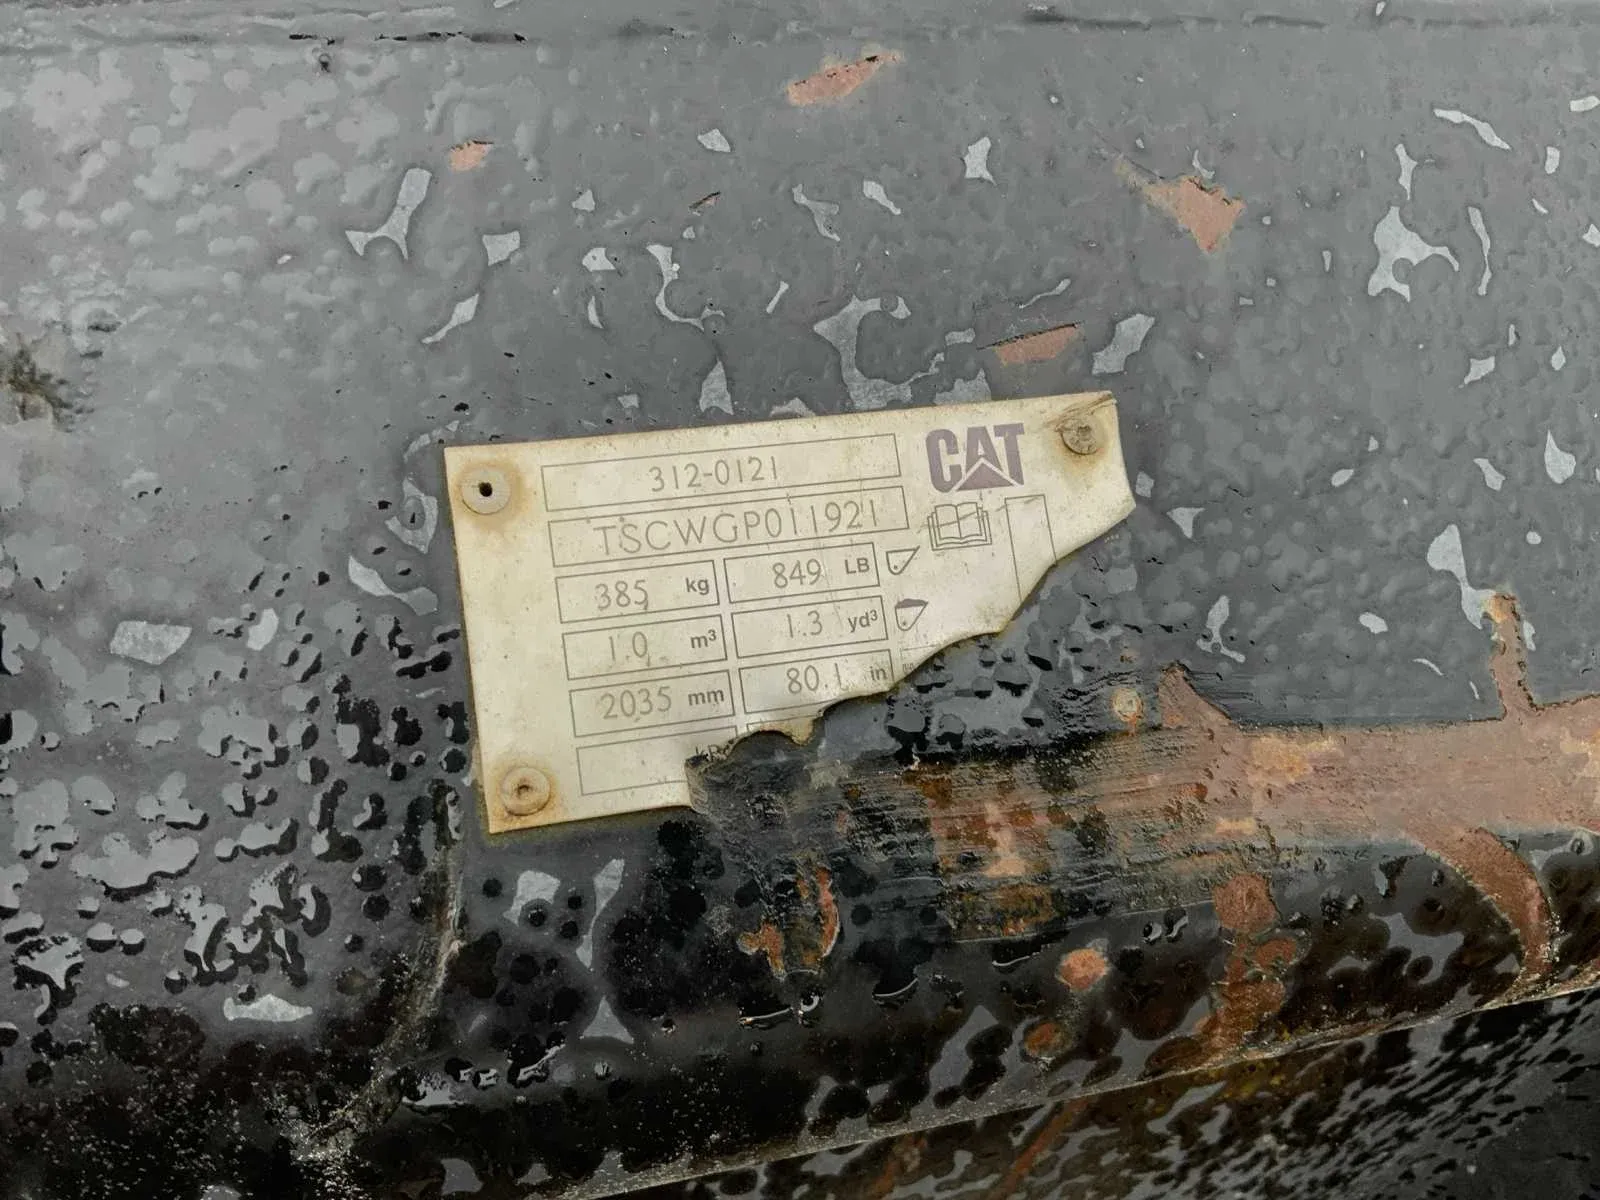 312-0121
CAT
TSCWGP011921
385 kg 849 LB
1.0 m³ 1.3 yd³
2035 mm 80.1 in